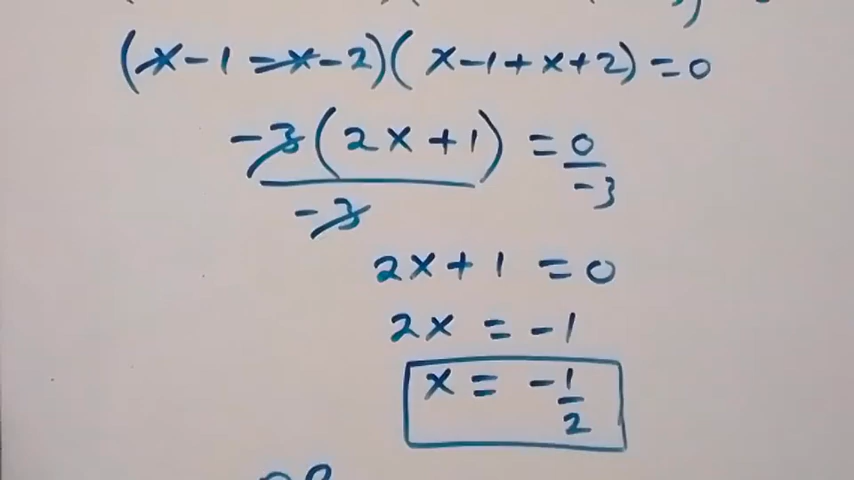 (x-1-x-2)(x-1+x+2)=0
-3(2x+1) = 0/-3
-3
2x+1 = 0
2x = -1
x = -1/2